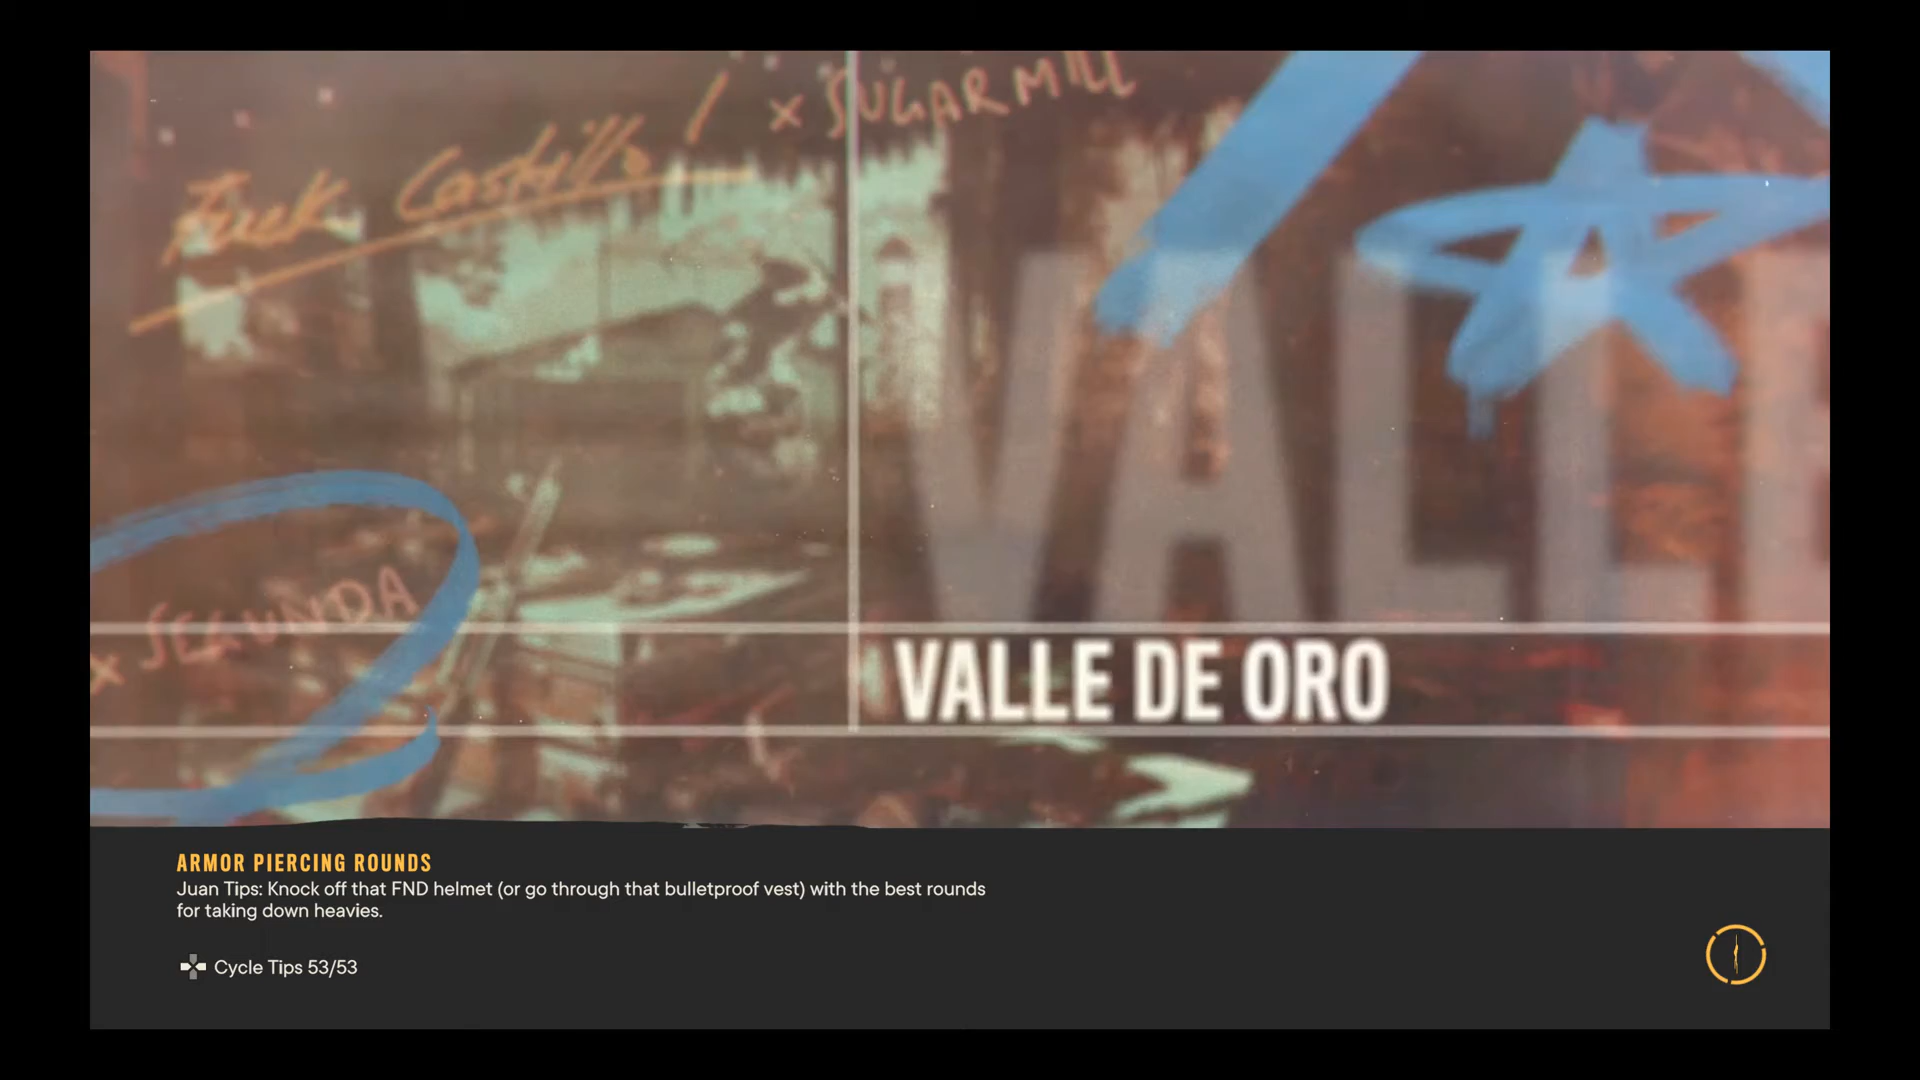 Fuck Castillo!
x SUGARMILL
VALLE
x SEGUNDA
VALLE DE ORO
ARMOR PIERCING ROUNDS
Juan Tips: Knock off that FND helmet (or go through that bulletproof vest) with the best rounds
for taking down heavies.
Cycle Tips 53/53